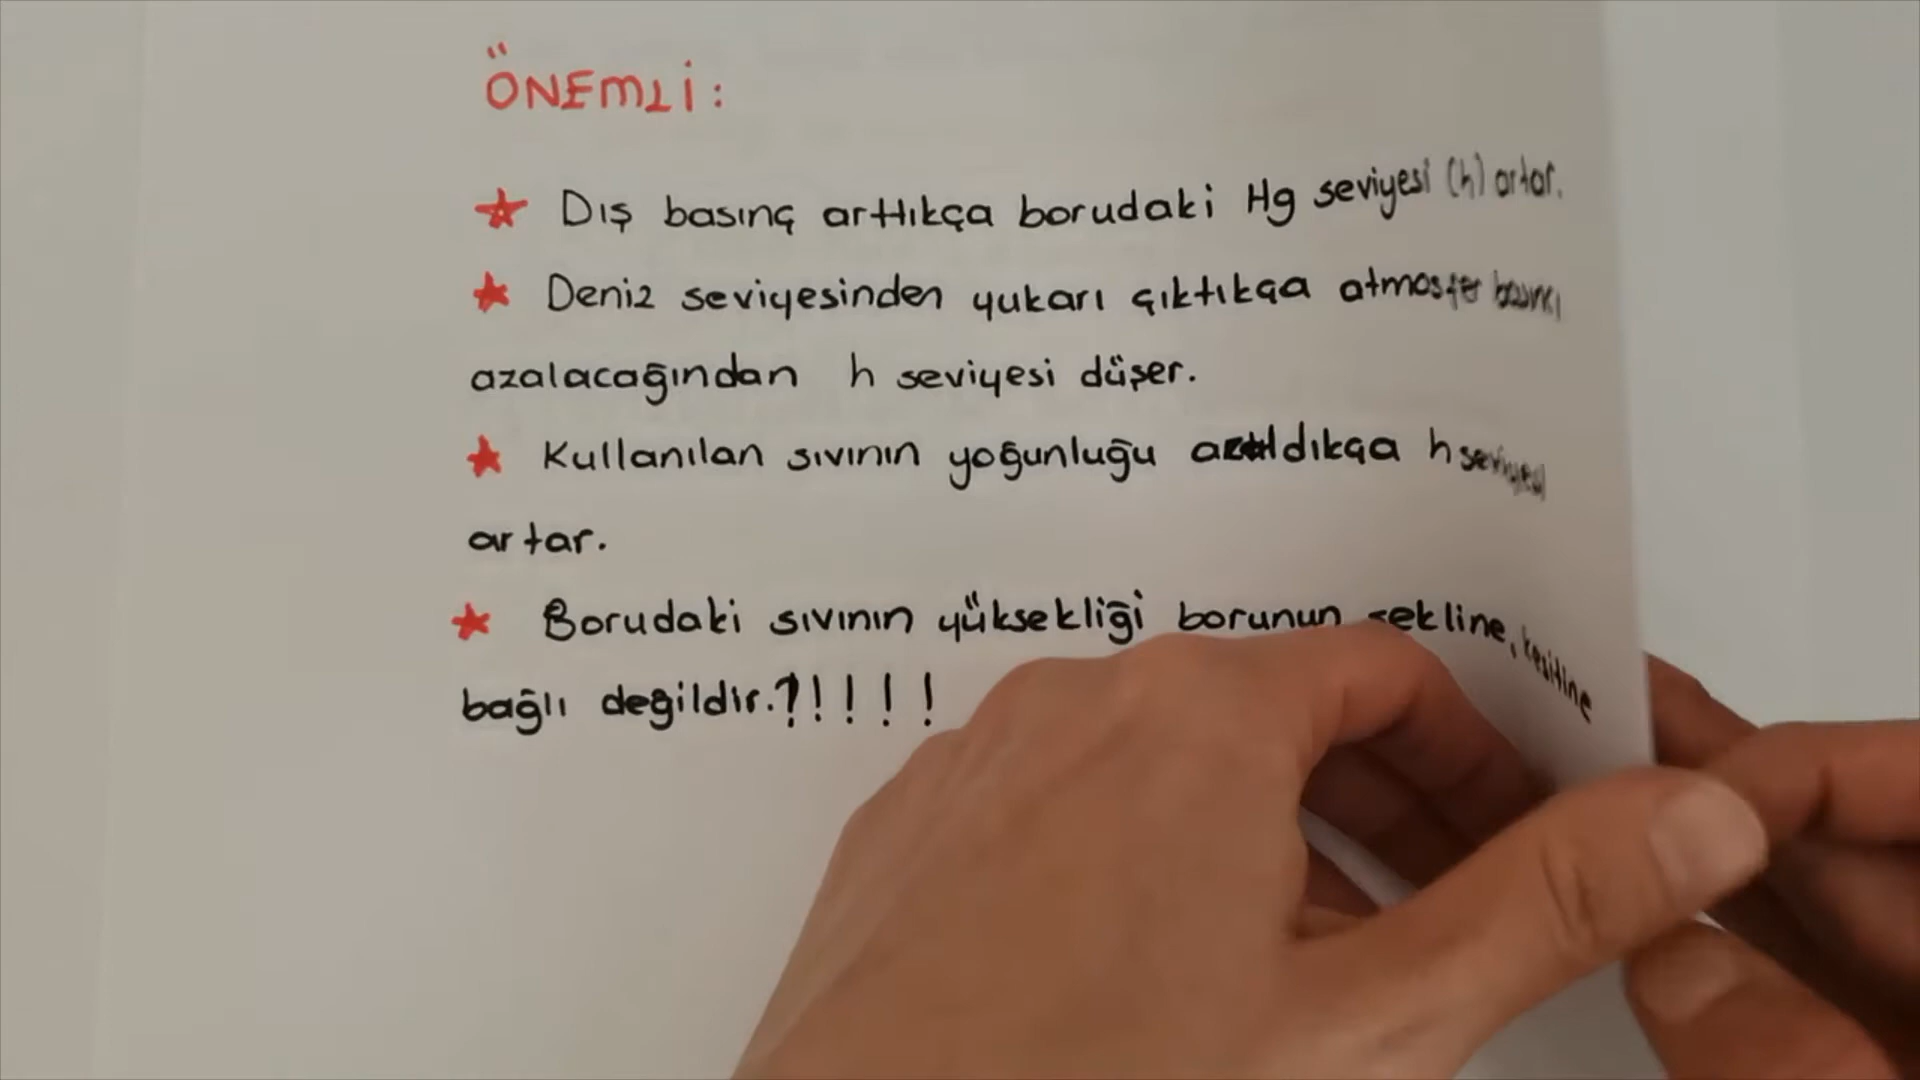 ÖNEMLİ:
★ Dış basınç arttıkça borudaki Hg seviyesi (h) artar.
★ Deniz seviyesinden yukarı çıktıkça atmosfer basıncı
azalacağından h seviyesi düşer.
★ Kullanılan sıvının yoğunluğu azaldıkça h seviyesi
artar.
★ Borudaki sıvının yüksekliği borunun şekline, kesitine
bağlı değildir.?!!!!